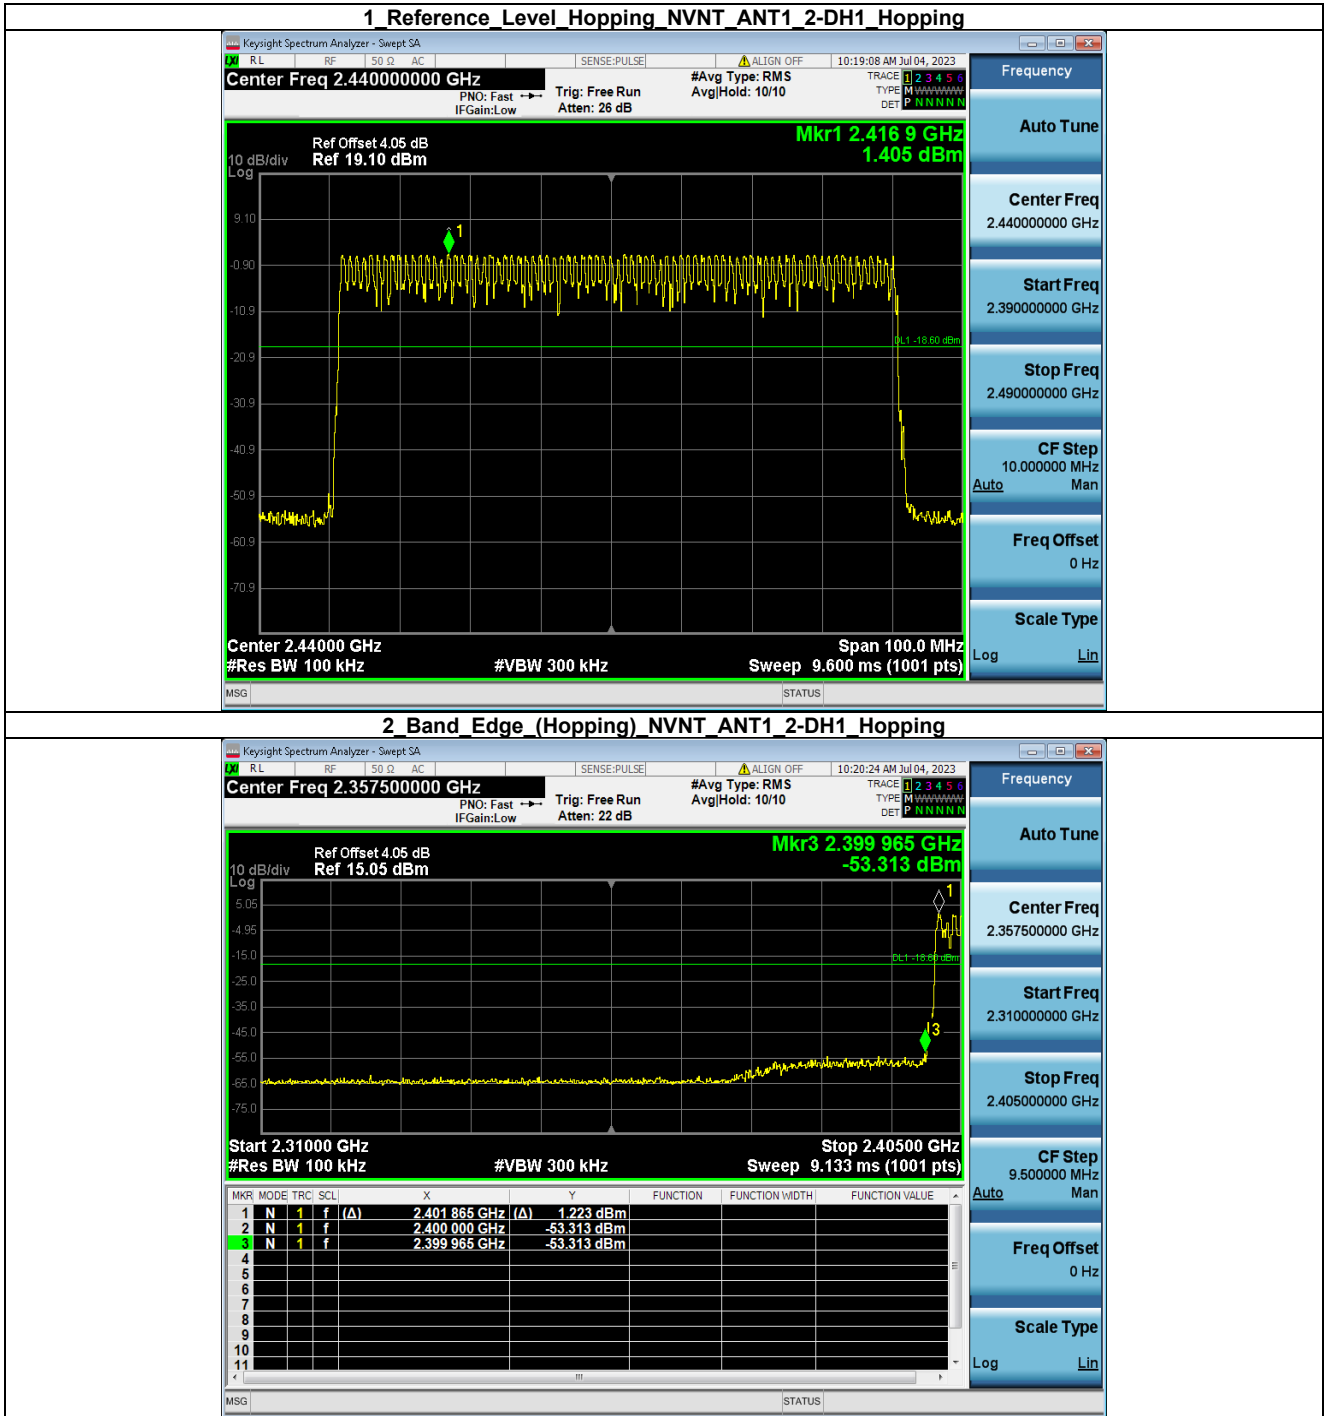 1_Reference_Level_Hopping_NVNT_ANT1_2-DH1_Hopping
Keysight Spectrum Analyzer - Swept SA
LXI RL RF 50 Ω AC SENSE:PULSE ALIGN OFF 10:19:08 AM Jul 04, 2023
Center Freq 2.440000000 GHz
PNO: Fast
IFGain:Low
Trig: Free Run
Atten: 26 dB
#Avg Type: RMS
Avg|Hold: 10/10
TRACE 1 2 3 4 5 6
TYPE M WWWWW
DET P N N N N N
Mkr1 2.416 9 GHz
1.405 dBm
Ref Offset 4.05 dB
Ref 19.10 dBm
10 dB/div
Log
9.10
-0.90
-10.9
-20.9
-30.9
-40.9
-50.9
-60.9
-70.9
1
DL1 -18.60 dBm
Center 2.44000 GHz Span 100.0 MHz
#Res BW 100 kHz #VBW 300 kHz Sweep 9.600 ms (1001 pts)
MSG STATUS
Frequency
Auto Tune
Center Freq
2.440000000 GHz
Start Freq
2.390000000 GHz
Stop Freq
2.490000000 GHz
CF Step
10.000000 MHz
Auto Man
Freq Offset
0 Hz
Scale Type
Log Lin
2_Band_Edge_(Hopping)_NVNT_ANT1_2-DH1_Hopping
Keysight Spectrum Analyzer - Swept SA
LXI RL RF 50 Ω AC SENSE:PULSE ALIGN OFF 10:20:24 AM Jul 04, 2023
Center Freq 2.357500000 GHz
PNO: Fast
IFGain:Low
Trig: Free Run
Atten: 22 dB
#Avg Type: RMS
Avg|Hold: 10/10
TRACE 1 2 3 4 5 6
TYPE M WWWWW
DET P N N N N N
Mkr3 2.399 965 GHz
-53.313 dBm
Ref Offset 4.05 dB
Ref 15.05 dBm
10 dB/div
Log
5.05
-4.95
-15.0
-25.0
-35.0
-45.0
-55.0
-65.0
-75.0
1
DL1 -18.60 dBm
3
Start 2.31000 GHz Stop 2.40500 GHz
#Res BW 100 kHz #VBW 300 kHz Sweep 9.133 ms (1001 pts)
MKR MODE TRC SCL X Y FUNCTION FUNCTION WIDTH FUNCTION VALUE
1 N 1 f (Δ) 2.401 865 GHz (Δ) 1.223 dBm
2 N 1 f 2.400 000 GHz -53.313 dBm
3 N 1 f 2.399 965 GHz -53.313 dBm
4
5
6
7
8
9
10
11
MSG STATUS
Frequency
Auto Tune
Center Freq
2.357500000 GHz
Start Freq
2.310000000 GHz
Stop Freq
2.405000000 GHz
CF Step
9.500000 MHz
Auto Man
Freq Offset
0 Hz
Scale Type
Log Lin